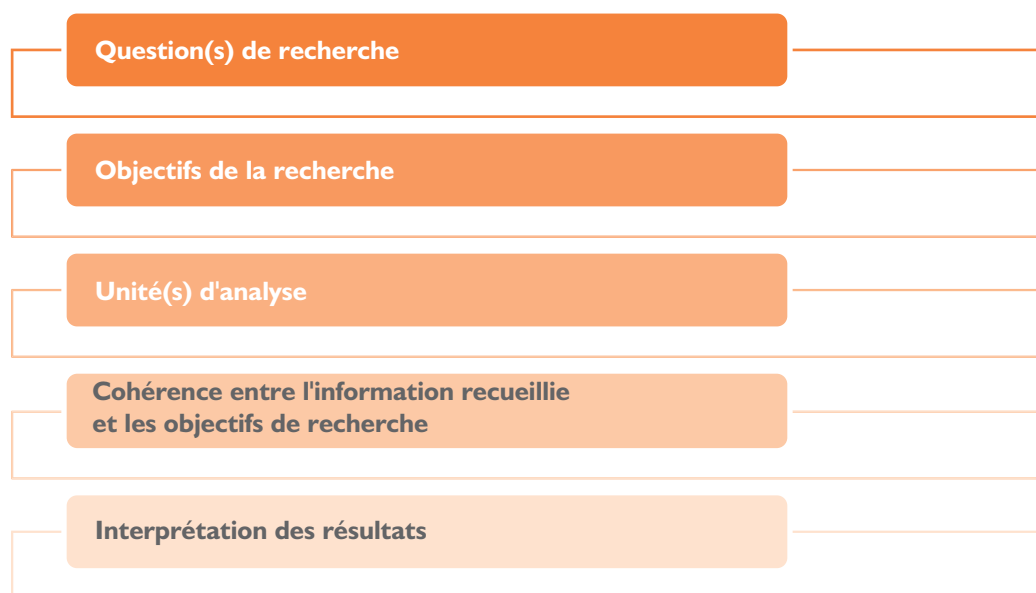 Question(s) de recherche
Objectifs de la recherche
Unité(s) d'analyse
Cohérence entre l'information recueillie
et les objectifs de recherche
Interprétation des résultats